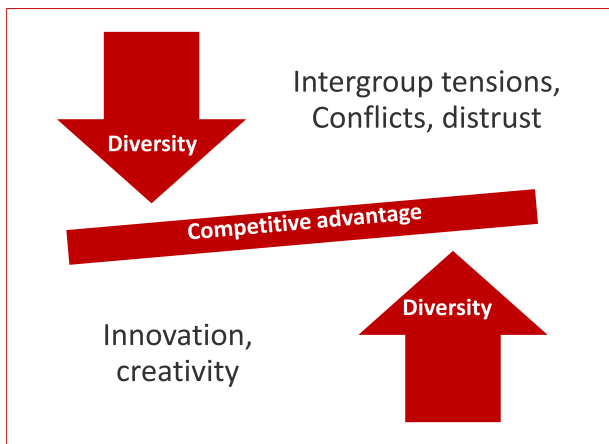 Diversity
Intergroup tensions,
Conflicts, distrust
Competitive advantage
Innovation,
creativity
Diversity